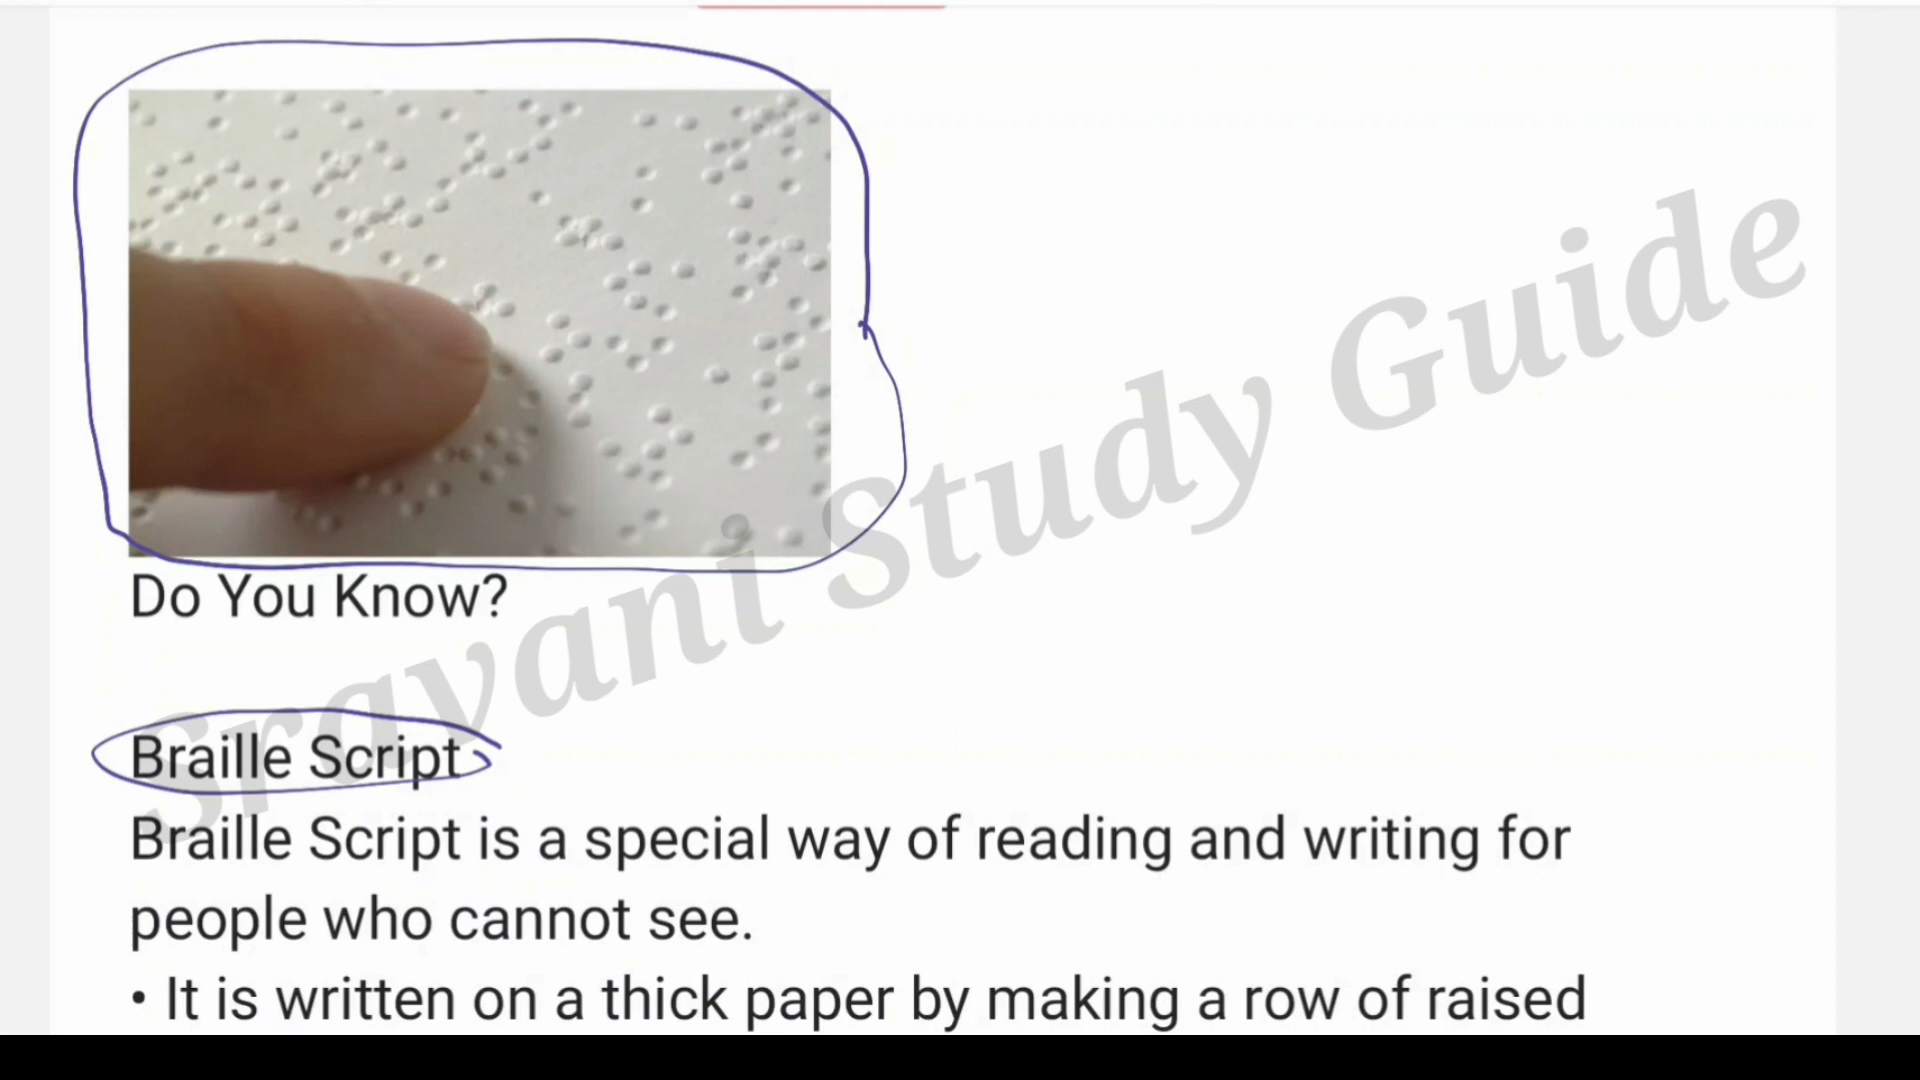 Do You Know?
Braille Script
Braille Script is a special way of reading and writing for
people who cannot see.
• It is written on a thick paper by making a row of raised
Sravani Study Guide